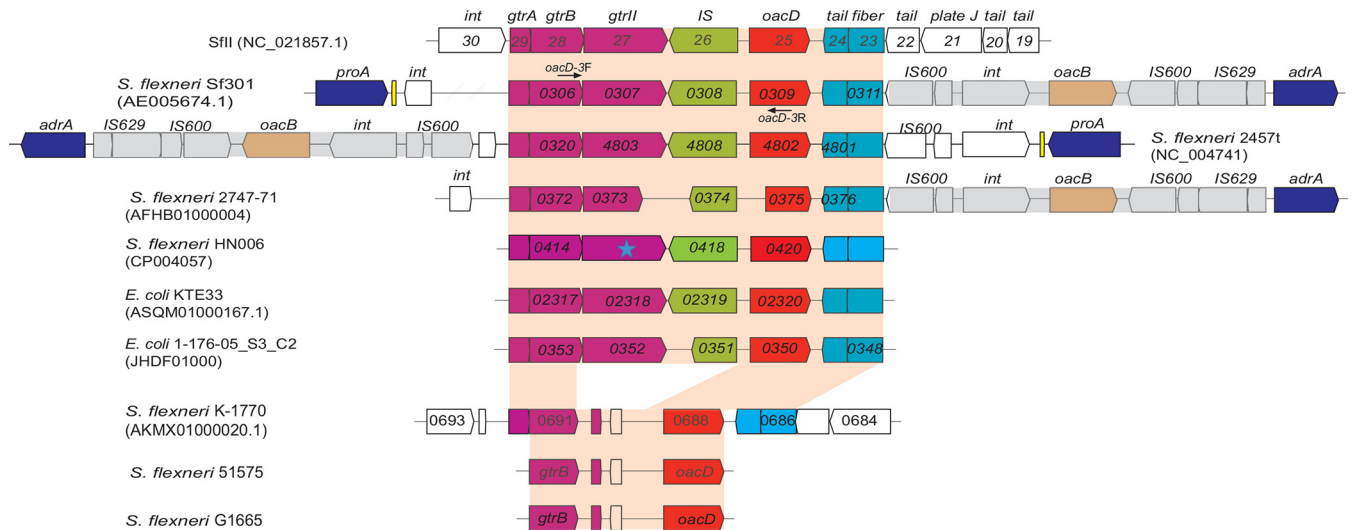 int gtrA gtrB gtrII IS oacD tail fiber tail plate J tail tail
SfII (NC_021857.1) 30 29 28 27 26 25 24 23 22 21 20 19
oacD-3F
S. flexneri Sf301 proA int IS600 int oacB IS600 IS629 adrA
(AE005674.1) 0306 0307 0308 0309 0311
oacD-3R
adrA IS629 IS600 oacB int IS600 IS600 int proA S. flexneri 2457t
0320 4803 4808 4802 4801 (NC_004741)
int IS600 int oacB IS600 IS629 adrA
S. flexneri 2747-71 0372 0373 0374 0375 0376
(AFHB01000004)
S. flexneri HN006 0414 0418 0420
(CP004057)
E. coli KTE33 02317 02318 02319 02320
(ASQM01000167.1)
E. coli 1-176-05_S3_C2 0353 0352 0351 0350 0348
(JHDF01000)
S. flexneri K-1770 0693 0691 0688 0686 0684
(AKMX01000020.1)
S. flexneri 51575 gtrB oacD
S. flexneri G1665 gtrB oacD